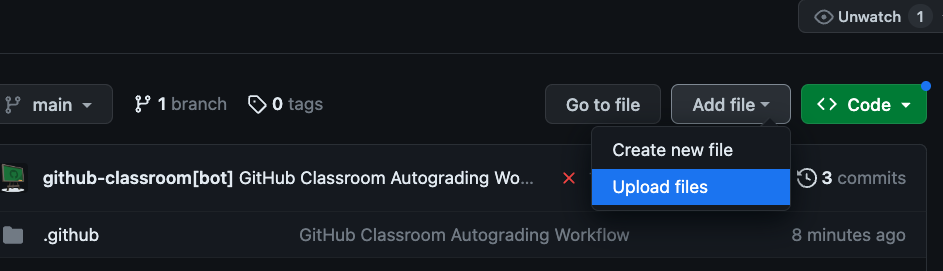 Unwatch 1
main 1 branch 0 tags Go to file Add file Code
Create new file
Upload files
github-classroom[bot] GitHub Classroom Autograding Wo... 3 commits
.github GitHub Classroom Autograding Workflow 8 minutes ago